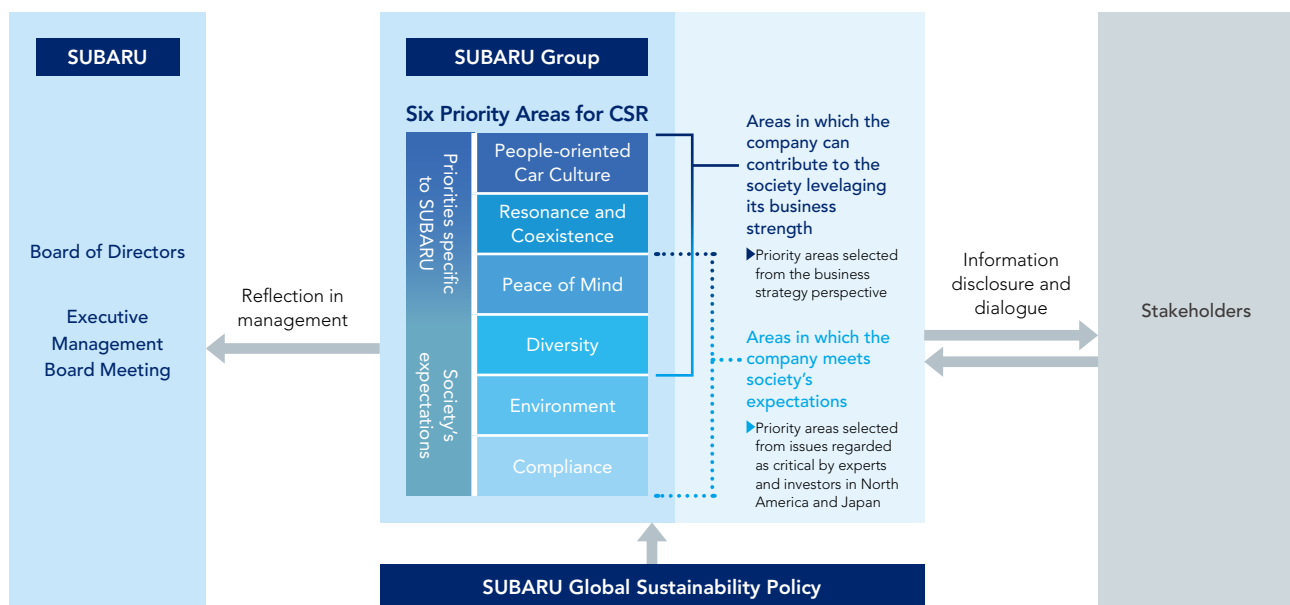 SUBARU
Board of Directors
Executive
Management
Board Meeting
Reflection in
management
SUBARU Group
Six Priority Areas for CSR
Priorities specific
to SUBARU
Society's
expectations
People-oriented
Car Culture
Resonance and
Coexistence
Peace of Mind
Diversity
Environment
Compliance
Areas in which the
company can
contribute to the
society levelaging
its business
strength
Priority areas selected
from the business
strategy perspective
Areas in which the
company meets
society's
expectations
Priority areas selected
from issues regarded
as critical by experts
and investors in North
America and Japan
Information
disclosure and
dialogue
Stakeholders
SUBARU Global Sustainability Policy